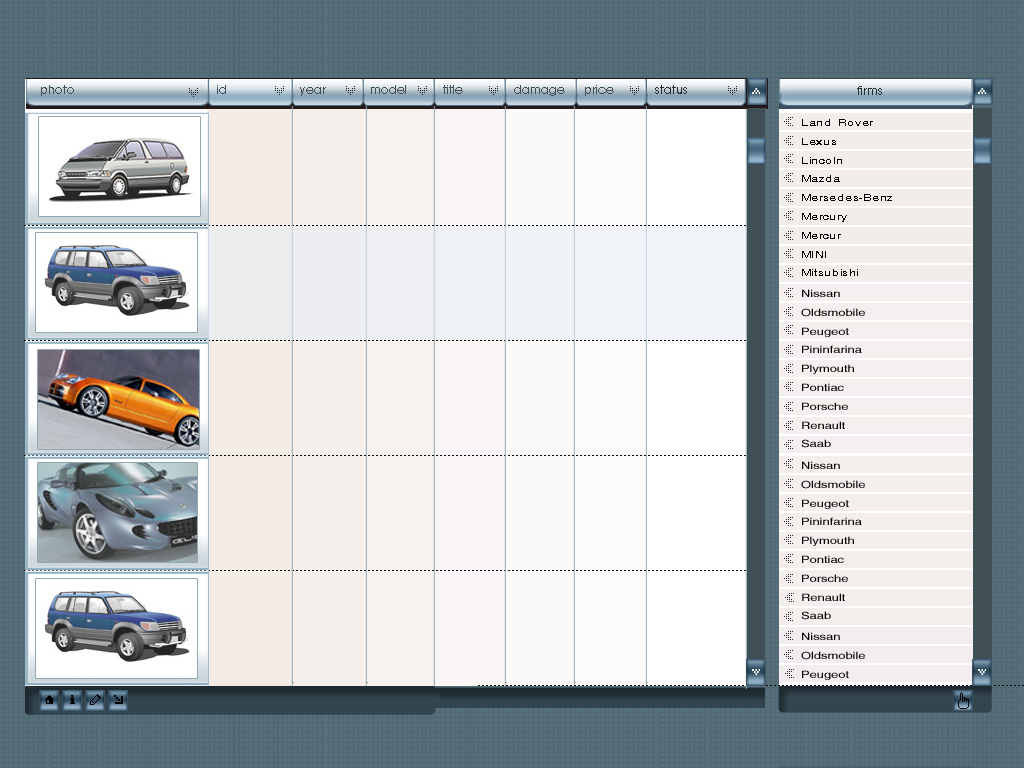 photo id year model title damage price status firms
Land Rover
Lexus
Lincoln
Mazda
Mersedes-Benz
Mercury
Mercur
MINI
Mitsubishi
Nissan
Oldsmobile
Peugeot
Pininfarina
Plymouth
Pontiac
Porsche
Renault
Saab
Nissan
Oldsmobile
Peugeot
Pininfarina
Plymouth
Pontiac
Porsche
Renault
Saab
Nissan
Oldsmobile
Peugeot